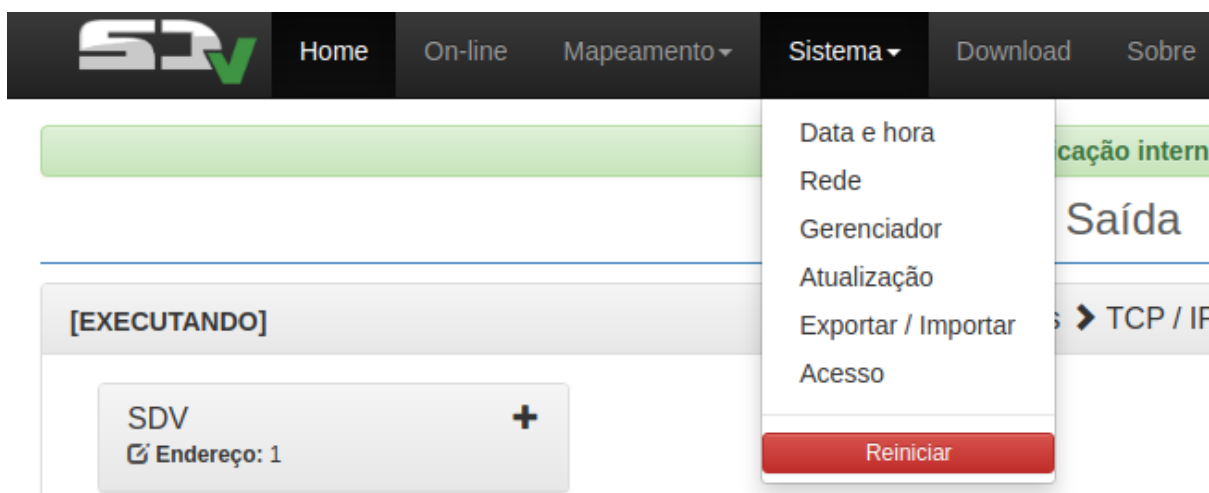 SDV Home On-line Mapeamento Sistema Download Sobre
Data e hora
cação intern
Rede
Saída
Gerenciador
Atualização
[EXECUTANDO]
Exportar / Importar
TCP / IP
Acesso
SDV
Endereço: 1
Reiniciar